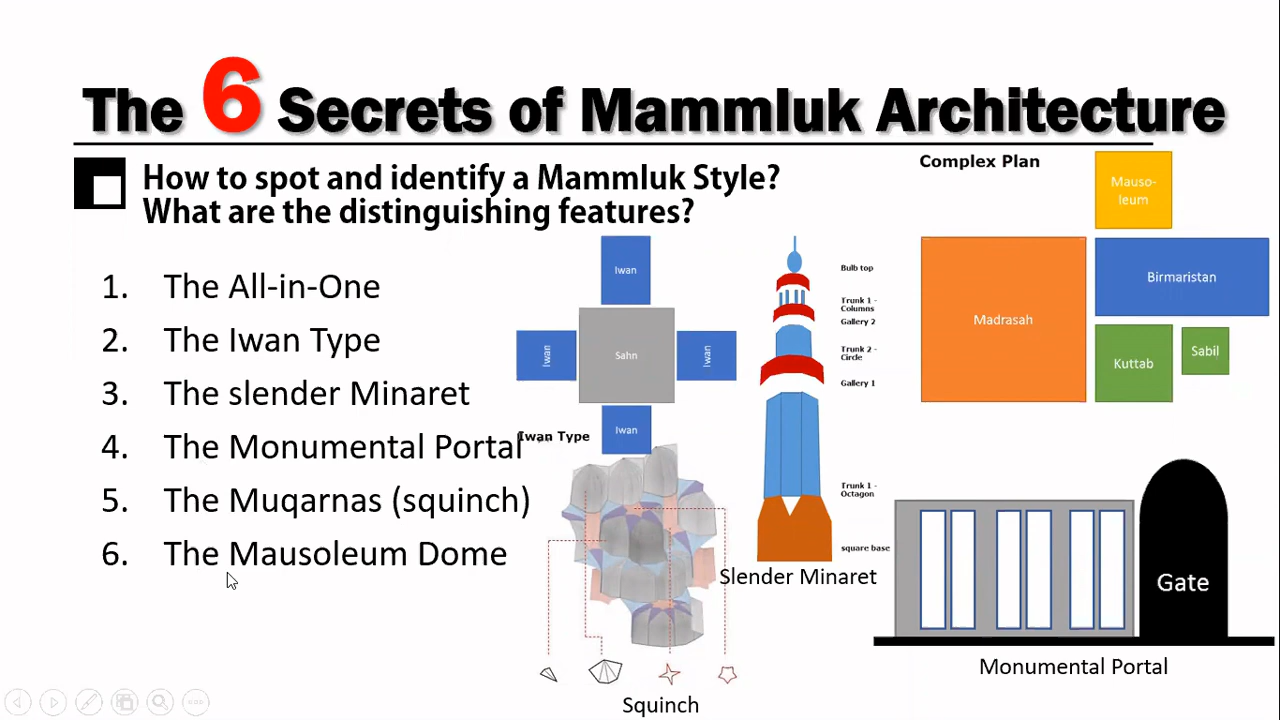 The 6 Secrets of Mammluk Architecture
How to spot and identify a Mammluk Style?
What are the distinguishing features?
1. The All-in-One
2. The Iwan Type
3. The slender Minaret
4. The Monumental Portal
5. The Muqarnas (squinch)
6. The Mausoleum Dome
Iwan
Iwan
Sahn
Iwan
Iwan
Iwan Type
Squinch
Bulb top
Trunk 1 -
Columns
Gallery 2
Trunk 2 -
Circle
Gallery 1
Trunk 1 -
Octagon
square base
Slender Minaret
Complex Plan
Mauso-
leum
Madrasah
Birmaristan
Kuttab
Sabil
Gate
Monumental Portal